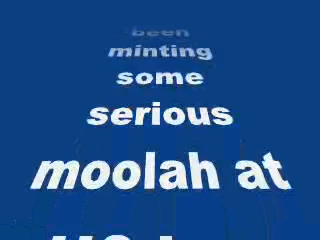 been
minting
some
serious
moolah at